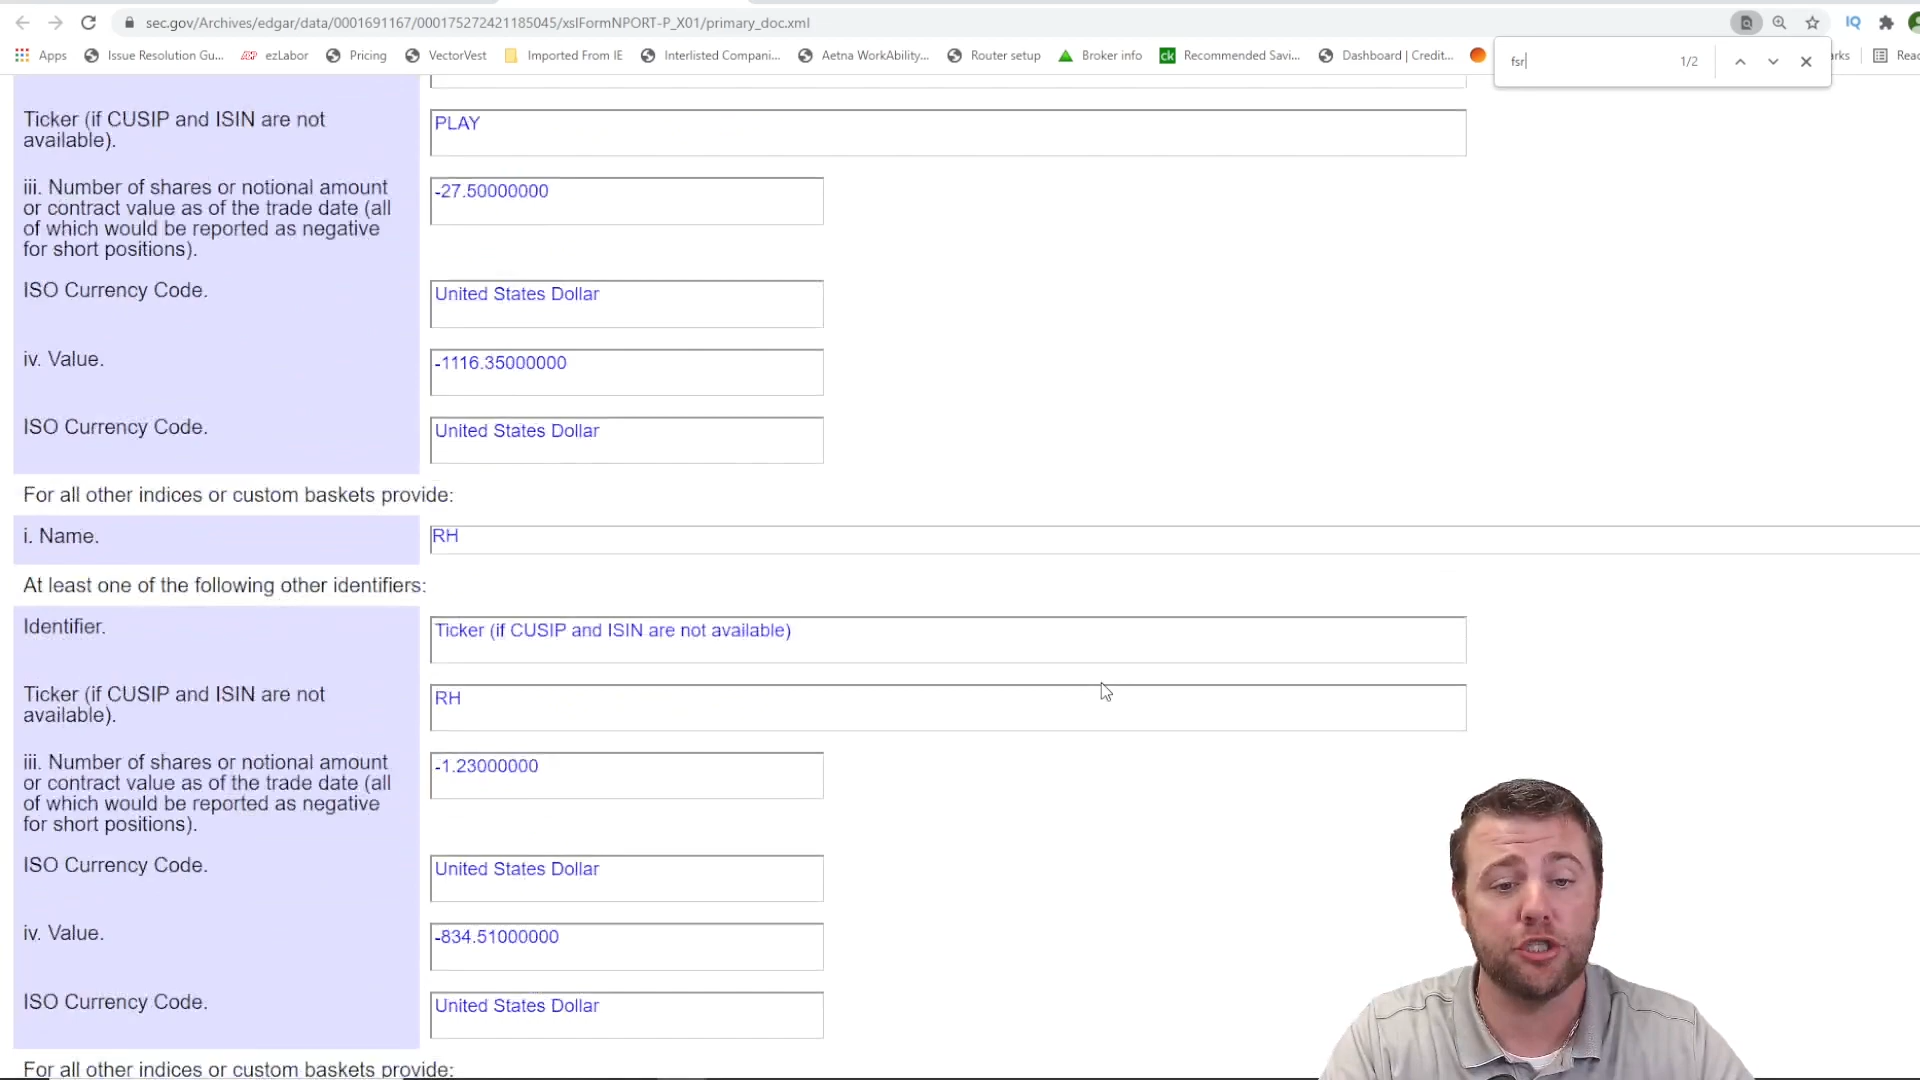 sec.gov/Archives/edgar/data/0001691167/000175272421185045/xslFormNPORT-P_X01/primary_doc.xml
IQ
Apps Issue Resolution Gu... ezLabor Pricing VectorVest Imported From IE Interlisted Compani... Aetna WorkAbility... Router setup Broker info ck Recommended Savi... Dashboard | Credit...
fsr 1/2
Ticker (if CUSIP and ISIN are not
available).
PLAY
iii. Number of shares or notional amount
or contract value as of the trade date (all
of which would be reported as negative
for short positions).
-27.50000000
ISO Currency Code.
United States Dollar
iv. Value.
-1116.35000000
ISO Currency Code.
United States Dollar
For all other indices or custom baskets provide:
i. Name.
RH
At least one of the following other identifiers:
Identifier.
Ticker (if CUSIP and ISIN are not available)
Ticker (if CUSIP and ISIN are not
available).
RH
iii. Number of shares or notional amount
or contract value as of the trade date (all
of which would be reported as negative
for short positions).
-1.23000000
ISO Currency Code.
United States Dollar
iv. Value.
-834.51000000
ISO Currency Code.
United States Dollar
For all other indices or custom baskets provide: